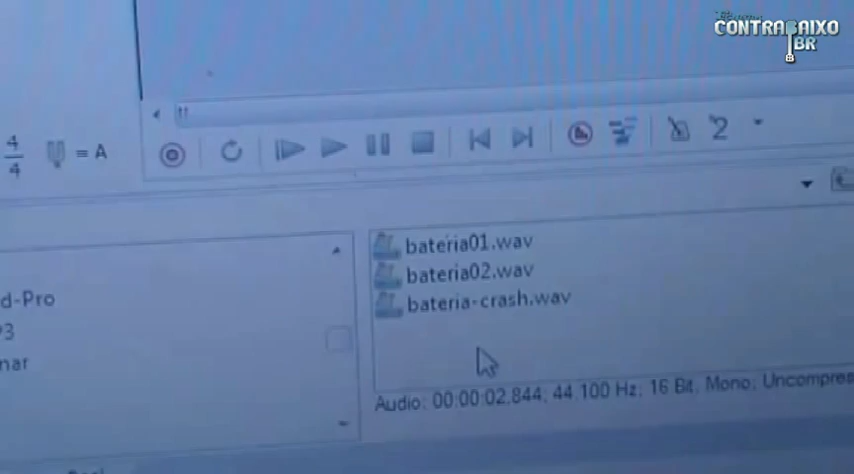 CONTRABAIXO
BR
4
4
= A
2
bateria01.wav
bateria02.wav
bateria-crash.wav
d-Pro
nar
Audio: 00:00:02,844; 44.100 Hz; 16 Bit, Mono, Uncompres